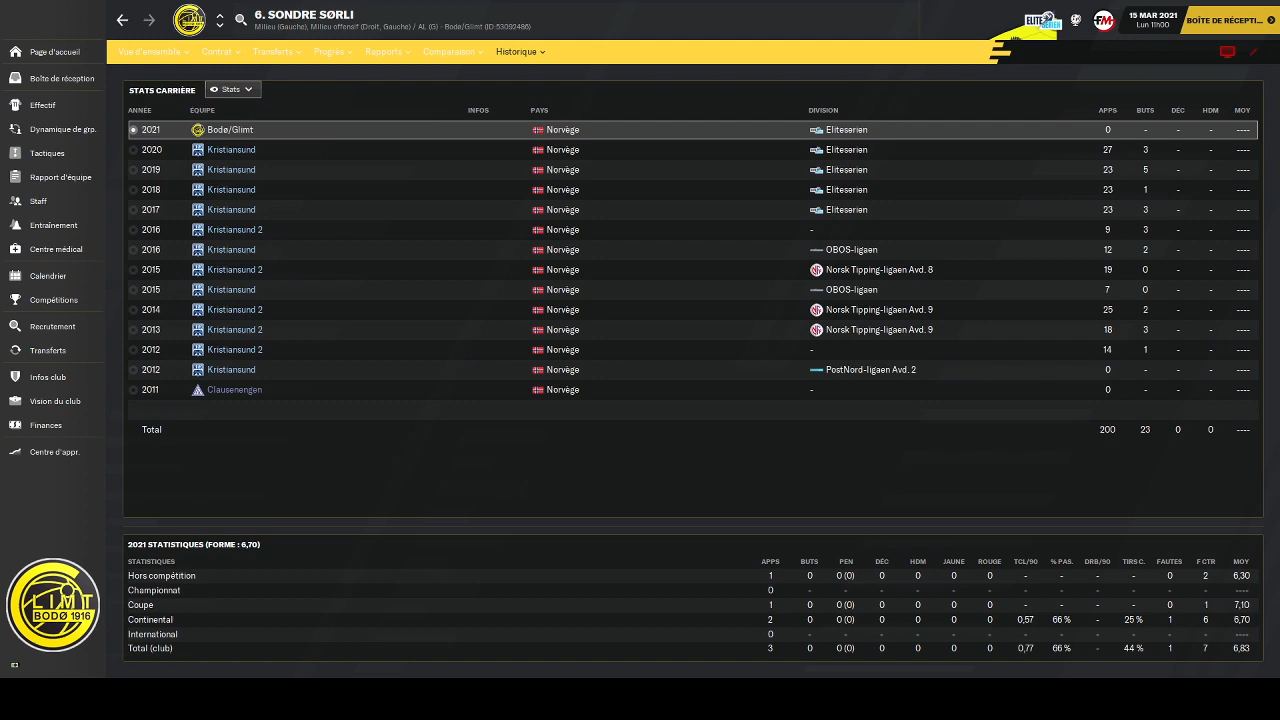 6. SONDRE SØRLI
Milieu (Gauche), Milieu offensif (Droit, Gauche) / AL (G) - Bodø/Glimt (ID:53092486)
ELITE SERIEN
FM
15 MAR 2021
Lun 11h00
BOÎTE DE RÉCEPTI...
Vue d'ensemble Contrat Transferts Progrès Rapports Comparaison Historique
Page d'accueil
Boîte de réception
Effectif
Dynamique de grp.
Tactiques
Rapport d'équipe
Staff
Entraînement
Centre médical
Calendrier
Compétitions
Recrutement
Transferts
Infos club
Vision du club
Finances
Centre d'appr.
GLIMT
BODØ 1916
STATS CARRIÈRE Stats
ANNÉE ÉQUIPE INFOS PAYS DIVISION APPS BUTS DÉC HDM MOY
2021 Bodø/Glimt Norvège Eliteserien 0 - - - ----
2020 Kristiansund Norvège Eliteserien 27 3 - - ----
2019 Kristiansund Norvège Eliteserien 23 5 - - ----
2018 Kristiansund Norvège Eliteserien 23 1 - - ----
2017 Kristiansund Norvège Eliteserien 23 3 - - ----
2016 Kristiansund 2 Norvège - 9 3 - - ----
2016 Kristiansund Norvège OBOS-ligaen 12 2 - - ----
2015 Kristiansund 2 Norvège Norsk Tipping-ligaen Avd. 8 19 0 - - ----
2015 Kristiansund Norvège OBOS-ligaen 7 0 - - ----
2014 Kristiansund 2 Norvège Norsk Tipping-ligaen Avd. 9 25 2 - - ----
2013 Kristiansund 2 Norvège Norsk Tipping-ligaen Avd. 9 18 3 - - ----
2012 Kristiansund 2 Norvège - 14 1 - - ----
2012 Kristiansund Norvège PostNord-ligaen Avd. 2 0 - - - ----
2011 Clausenengen Norvège - 0 - - - ----
Total 200 23 0 0 ----
2021 STATISTIQUES (FORME : 6,70)
STATISTIQUES APPS BUTS PEN DÉC HDM JAUNE ROUGE TCL/90 % PAS. DRB/90 TIRS C. FAUTES F CTR MOY
Hors compétition 1 0 0 (0) 0 0 0 0 - - - - 0 2 6,30
Championnat 0 - - - - - - - - - - - - ----
Coupe 1 0 0 (0) 0 0 0 0 - - - - 0 1 7,10
Continental 2 0 0 (0) 0 0 0 0 0,57 66 % - 25 % 1 6 6,70
International 0 - - - - - - - - - - - - ----
Total (club) 3 0 0 (0) 0 0 0 0 0,77 66 % - 44 % 1 7 6,83